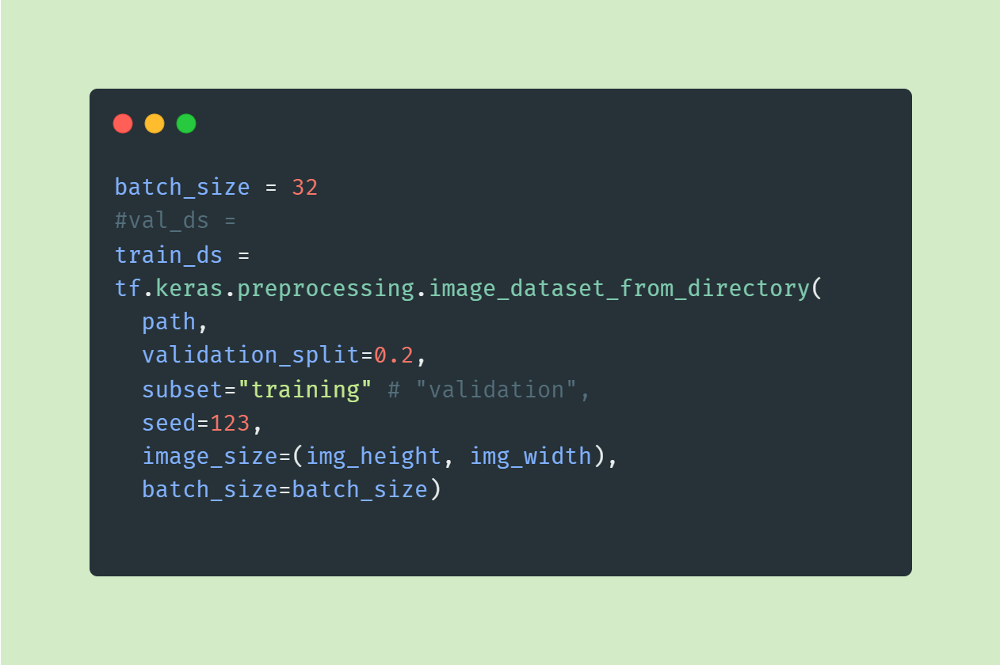 batch_size = 32
#val_ds =
train_ds =
tf.keras.preprocessing.image_dataset_from_directory(
  path,
  validation_split=0.2,
  subset="training" # "validation",
  seed=123,
  image_size=(img_height, img_width),
  batch_size=batch_size)